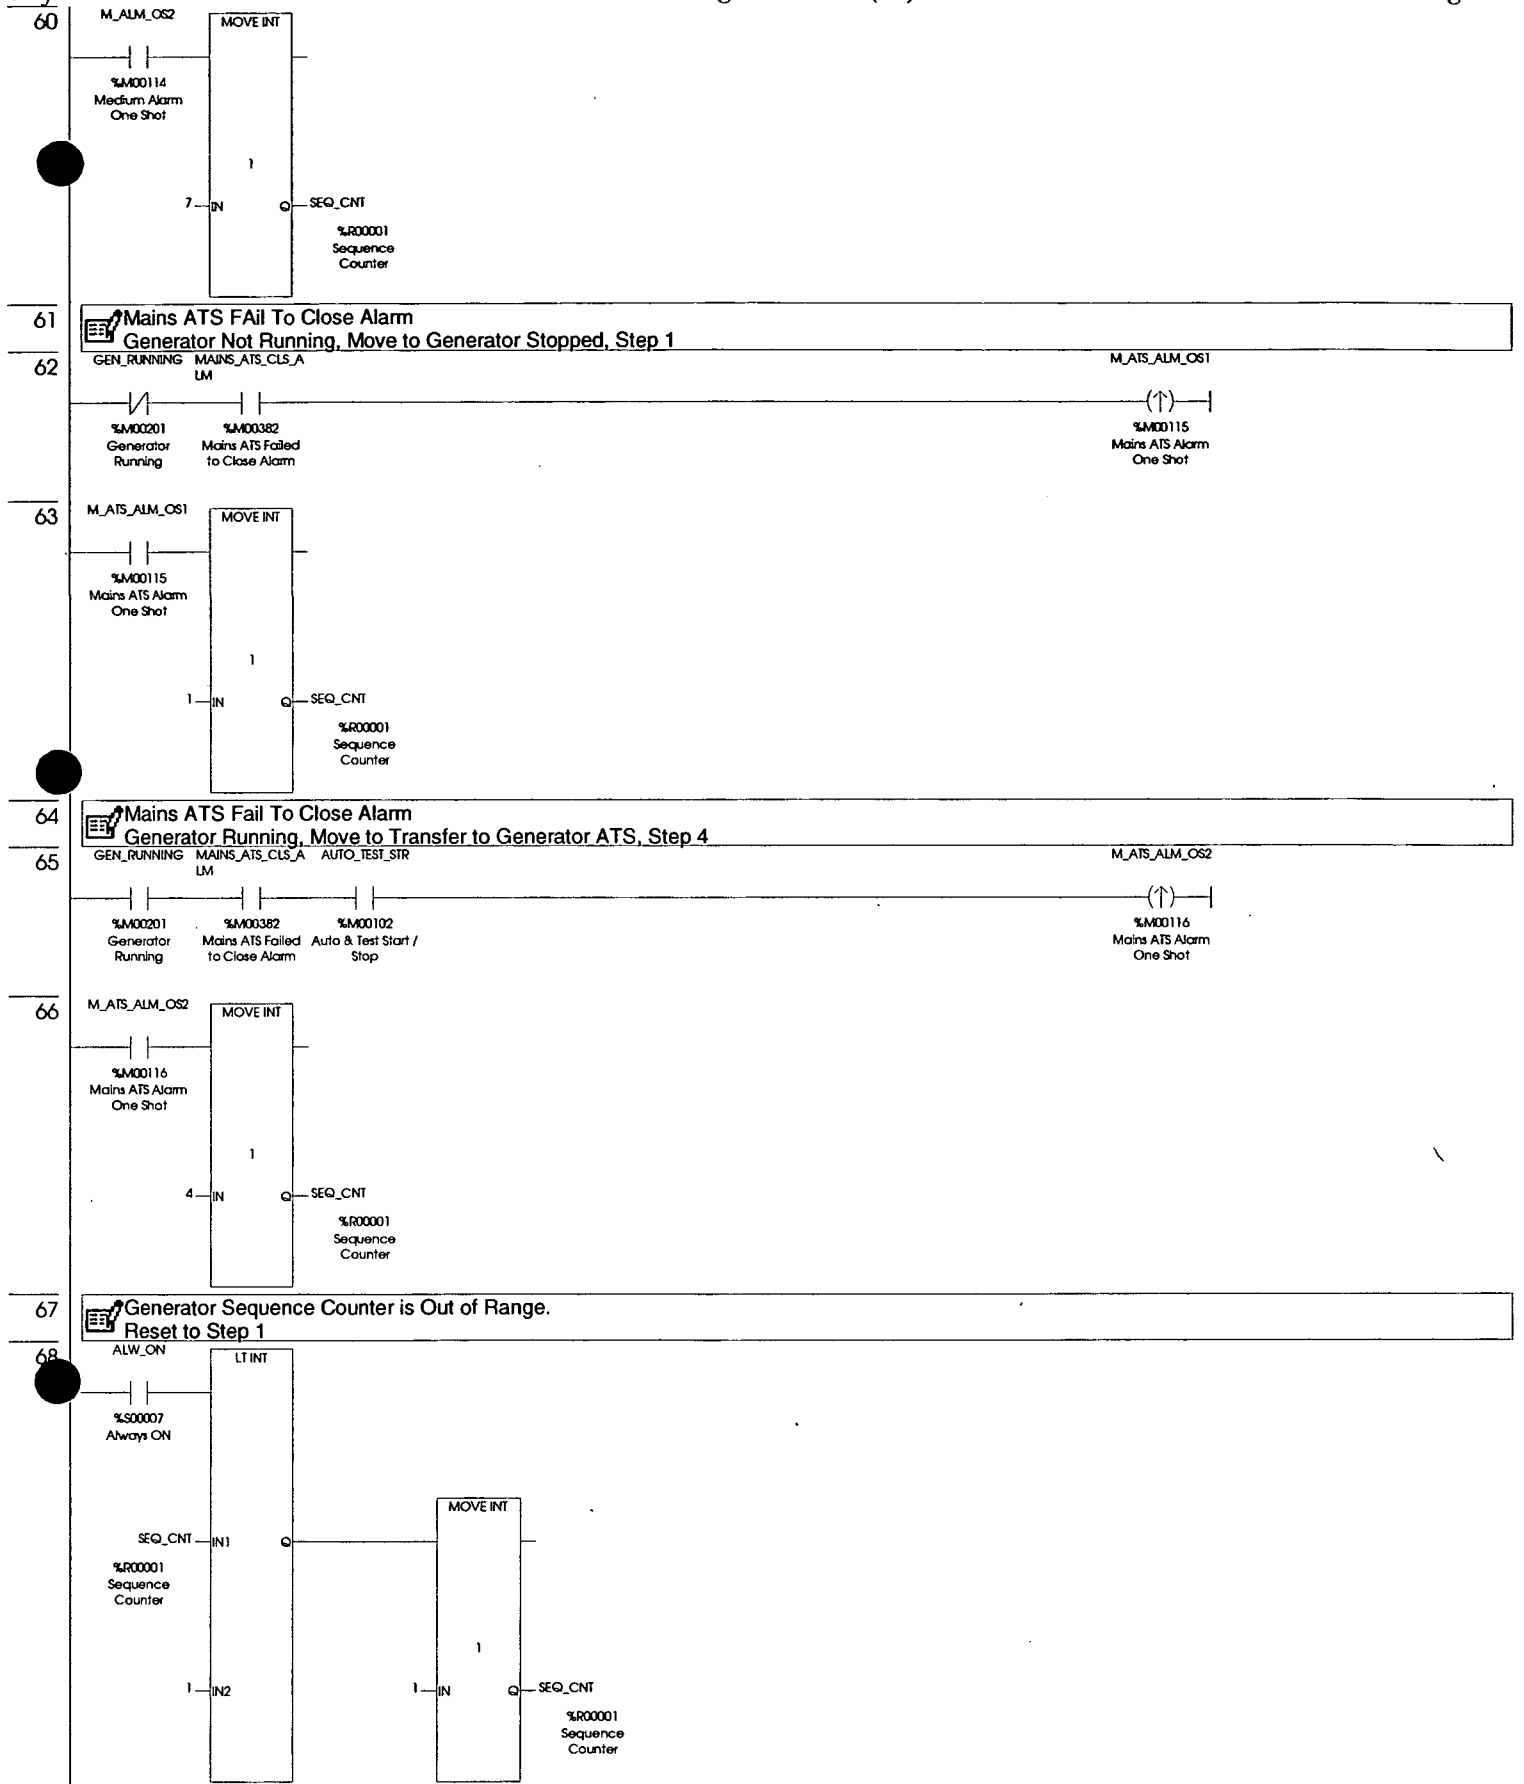 60
M_ALM_OS2
MOVE INT
%M00114
Medium Alarm
One Shot
1
7
IN
Q
SEQ_CNT
%R00001
Sequence
Counter
61
Mains ATS FAil To Close Alarm
Generator Not Running, Move to Generator Stopped, Step 1
62
GEN_RUNNING MAINS_ATS_CLS_A
LM
M_ATS_ALM_OS1
%M00201 %M00382 %M00115
Generator Mains ATS Failed Mains ATS Alarm
Running to Close Alarm One Shot
63
M_ATS_ALM_OS1
MOVE INT
%M00115
Mains ATS Alarm
One Shot
1
1
IN
Q
SEQ_CNT
%R00001
Sequence
Counter
64
Mains ATS Fail To Close Alarm
Generator Running, Move to Transfer to Generator ATS, Step 4
65
GEN_RUNNING MAINS_ATS_CLS_A AUTO_TEST_STR
LM
M_ATS_ALM_OS2
%M00201 %M00382 %M00102 %M00116
Generator Mains ATS Failed Auto & Test Start / Mains ATS Alarm
Running to Close Alarm Stop One Shot
66
M_ATS_ALM_OS2
MOVE INT
%M00116
Mains ATS Alarm
One Shot
1
4
IN
Q
SEQ_CNT
%R00001
Sequence
Counter
67
Generator Sequence Counter is Out of Range.
Reset to Step 1
68
ALW_ON
LT INT
%S00007
Always ON
MOVE INT
SEQ_CNT
IN1
Q
%R00001
Sequence
Counter
1
1
IN2
1
IN
Q
SEQ_CNT
%R00001
Sequence
Counter